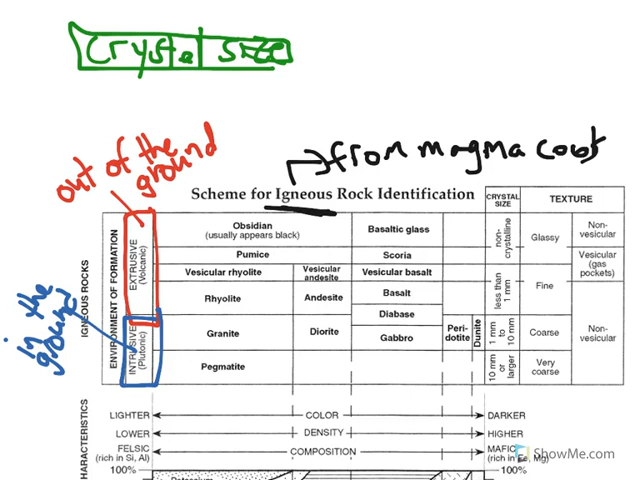 Crystal size
out of the
ground
from magma cools
Scheme for Igneous Rock Identification
CRYSTAL
SIZE
TEXTURE
IGNEOUS ROCKS
ENVIRONMENT OF FORMATION
EXTRUSIVE
(Volcanic)
Obsidian
(usually appears black)
Basaltic glass
non-
crystalline
Glassy
Non-
vesicular
Pumice
Scoria
Vesicular
(gas
pockets)
Vesicular rhyolite
Vesicular
andesite
Vesicular basalt
less than
1 mm
Fine
Rhyolite
Andesite
Basalt
Diabase
in the
ground
INTRUSIVE
(Plutonic)
Granite
Diorite
Gabbro
Peri-
dotite
Dunite
1 mm
to
10 mm
Coarse
Non-
vesicular
Pegmatite
10 mm
or
larger
Very
coarse
CHARACTERISTICS
LIGHTER
COLOR
DARKER
LOWER
DENSITY
HIGHER
FELSIC
(rich in Si, Al)
COMPOSITION
MAFIC
(rich in Fe, Mg)
ShowMe.com
100%
100%